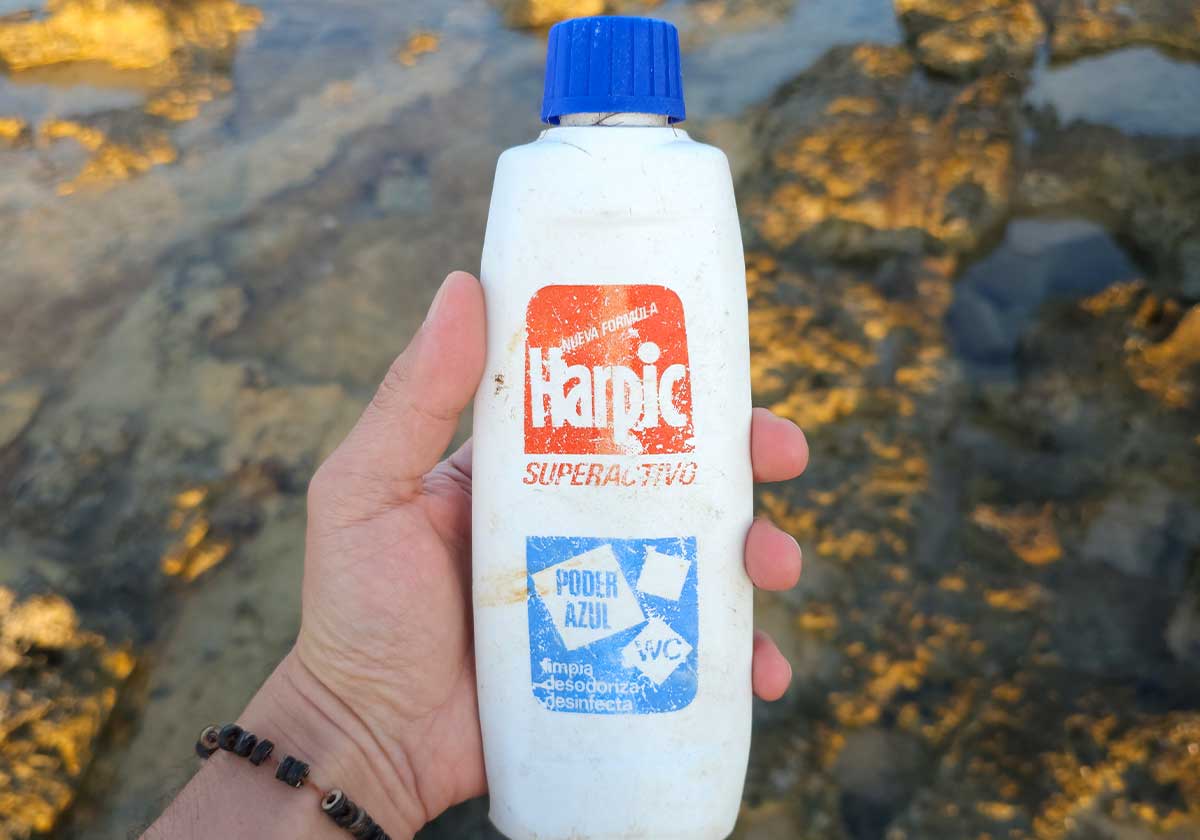 NUEVA FORMULA
Harpic
SUPERACTIVO
PODER
AZUL
WC
limpia
desodoriza
desinfecta